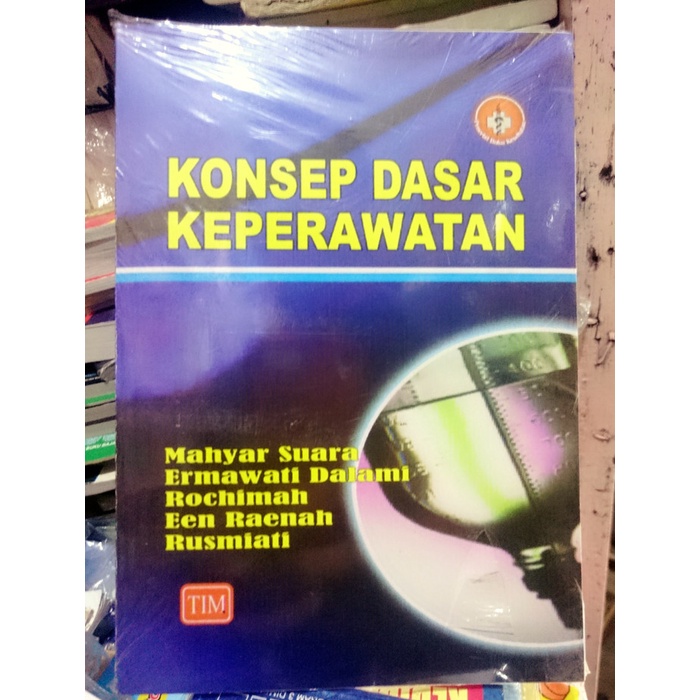 KONSEP DASAR
KEPERAWATAN
Mahyar Suara
Ermawati Dalami
Rochimah
Een Raenah
Rusmiati
TIM